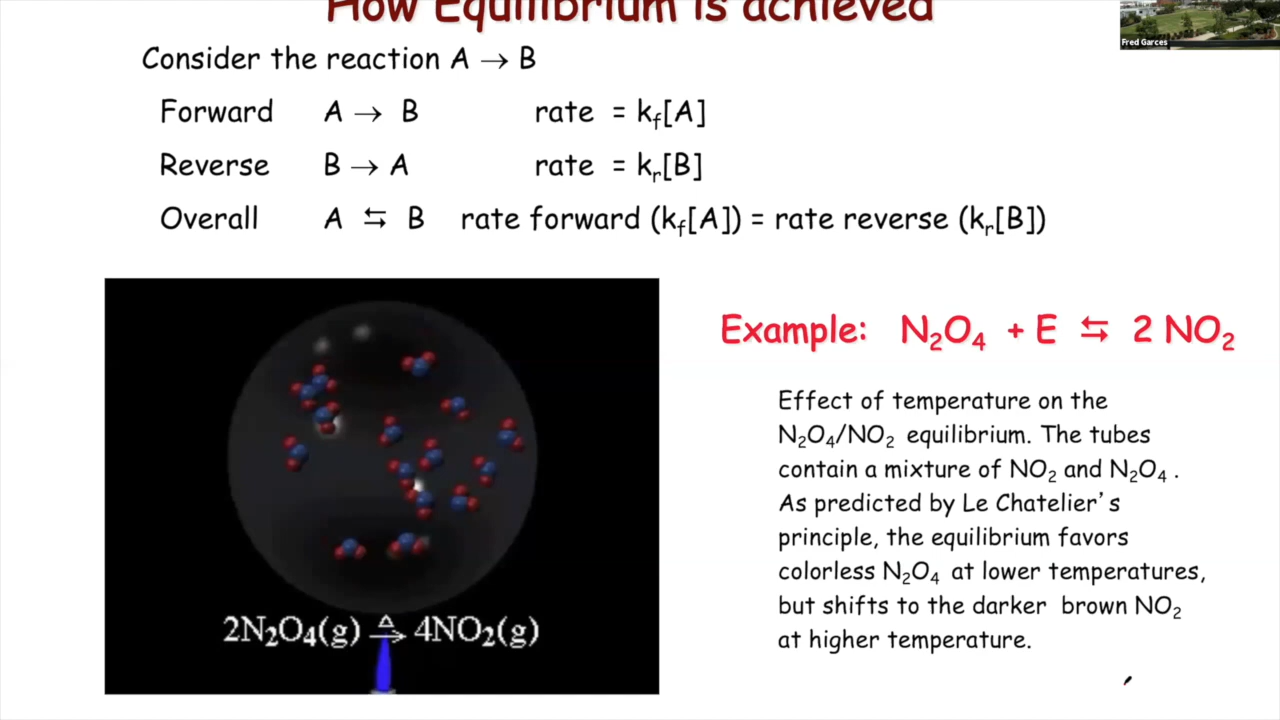 How Equilibrium is achieved
Fred Garces
Consider the reaction A → B
Forward A → B rate = k_f[A]
Reverse B → A rate = k_r[B]
Overall A ⇆ B rate forward (k_f[A]) = rate reverse (k_r[B])
Example: N₂O₄ + E ⇆ 2 NO₂
Effect of temperature on the
N₂O₄/NO₂ equilibrium. The tubes
contain a mixture of NO₂ and N₂O₄ .
As predicted by Le Chatelier’s
principle, the equilibrium favors
colorless N₂O₄ at lower temperatures,
but shifts to the darker brown NO₂
at higher temperature.
2N₂O₄(g) →^Δ 4NO₂(g)